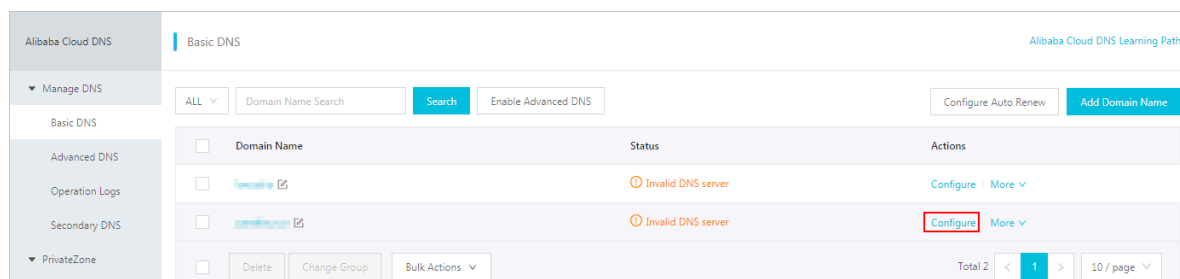 Alibaba Cloud DNS
Basic DNS
Alibaba Cloud DNS Learning Path
Manage DNS
Basic DNS
Advanced DNS
Operation Logs
Secondary DNS
PrivateZone
ALL
Domain Name Search
Search
Enable Advanced DNS
Configure Auto Renew
Add Domain Name
Domain Name Status Actions
Invalid DNS server Configure More
Invalid DNS server Configure More
Delete Change Group Bulk Actions Total 2 < 1 > 10 / page